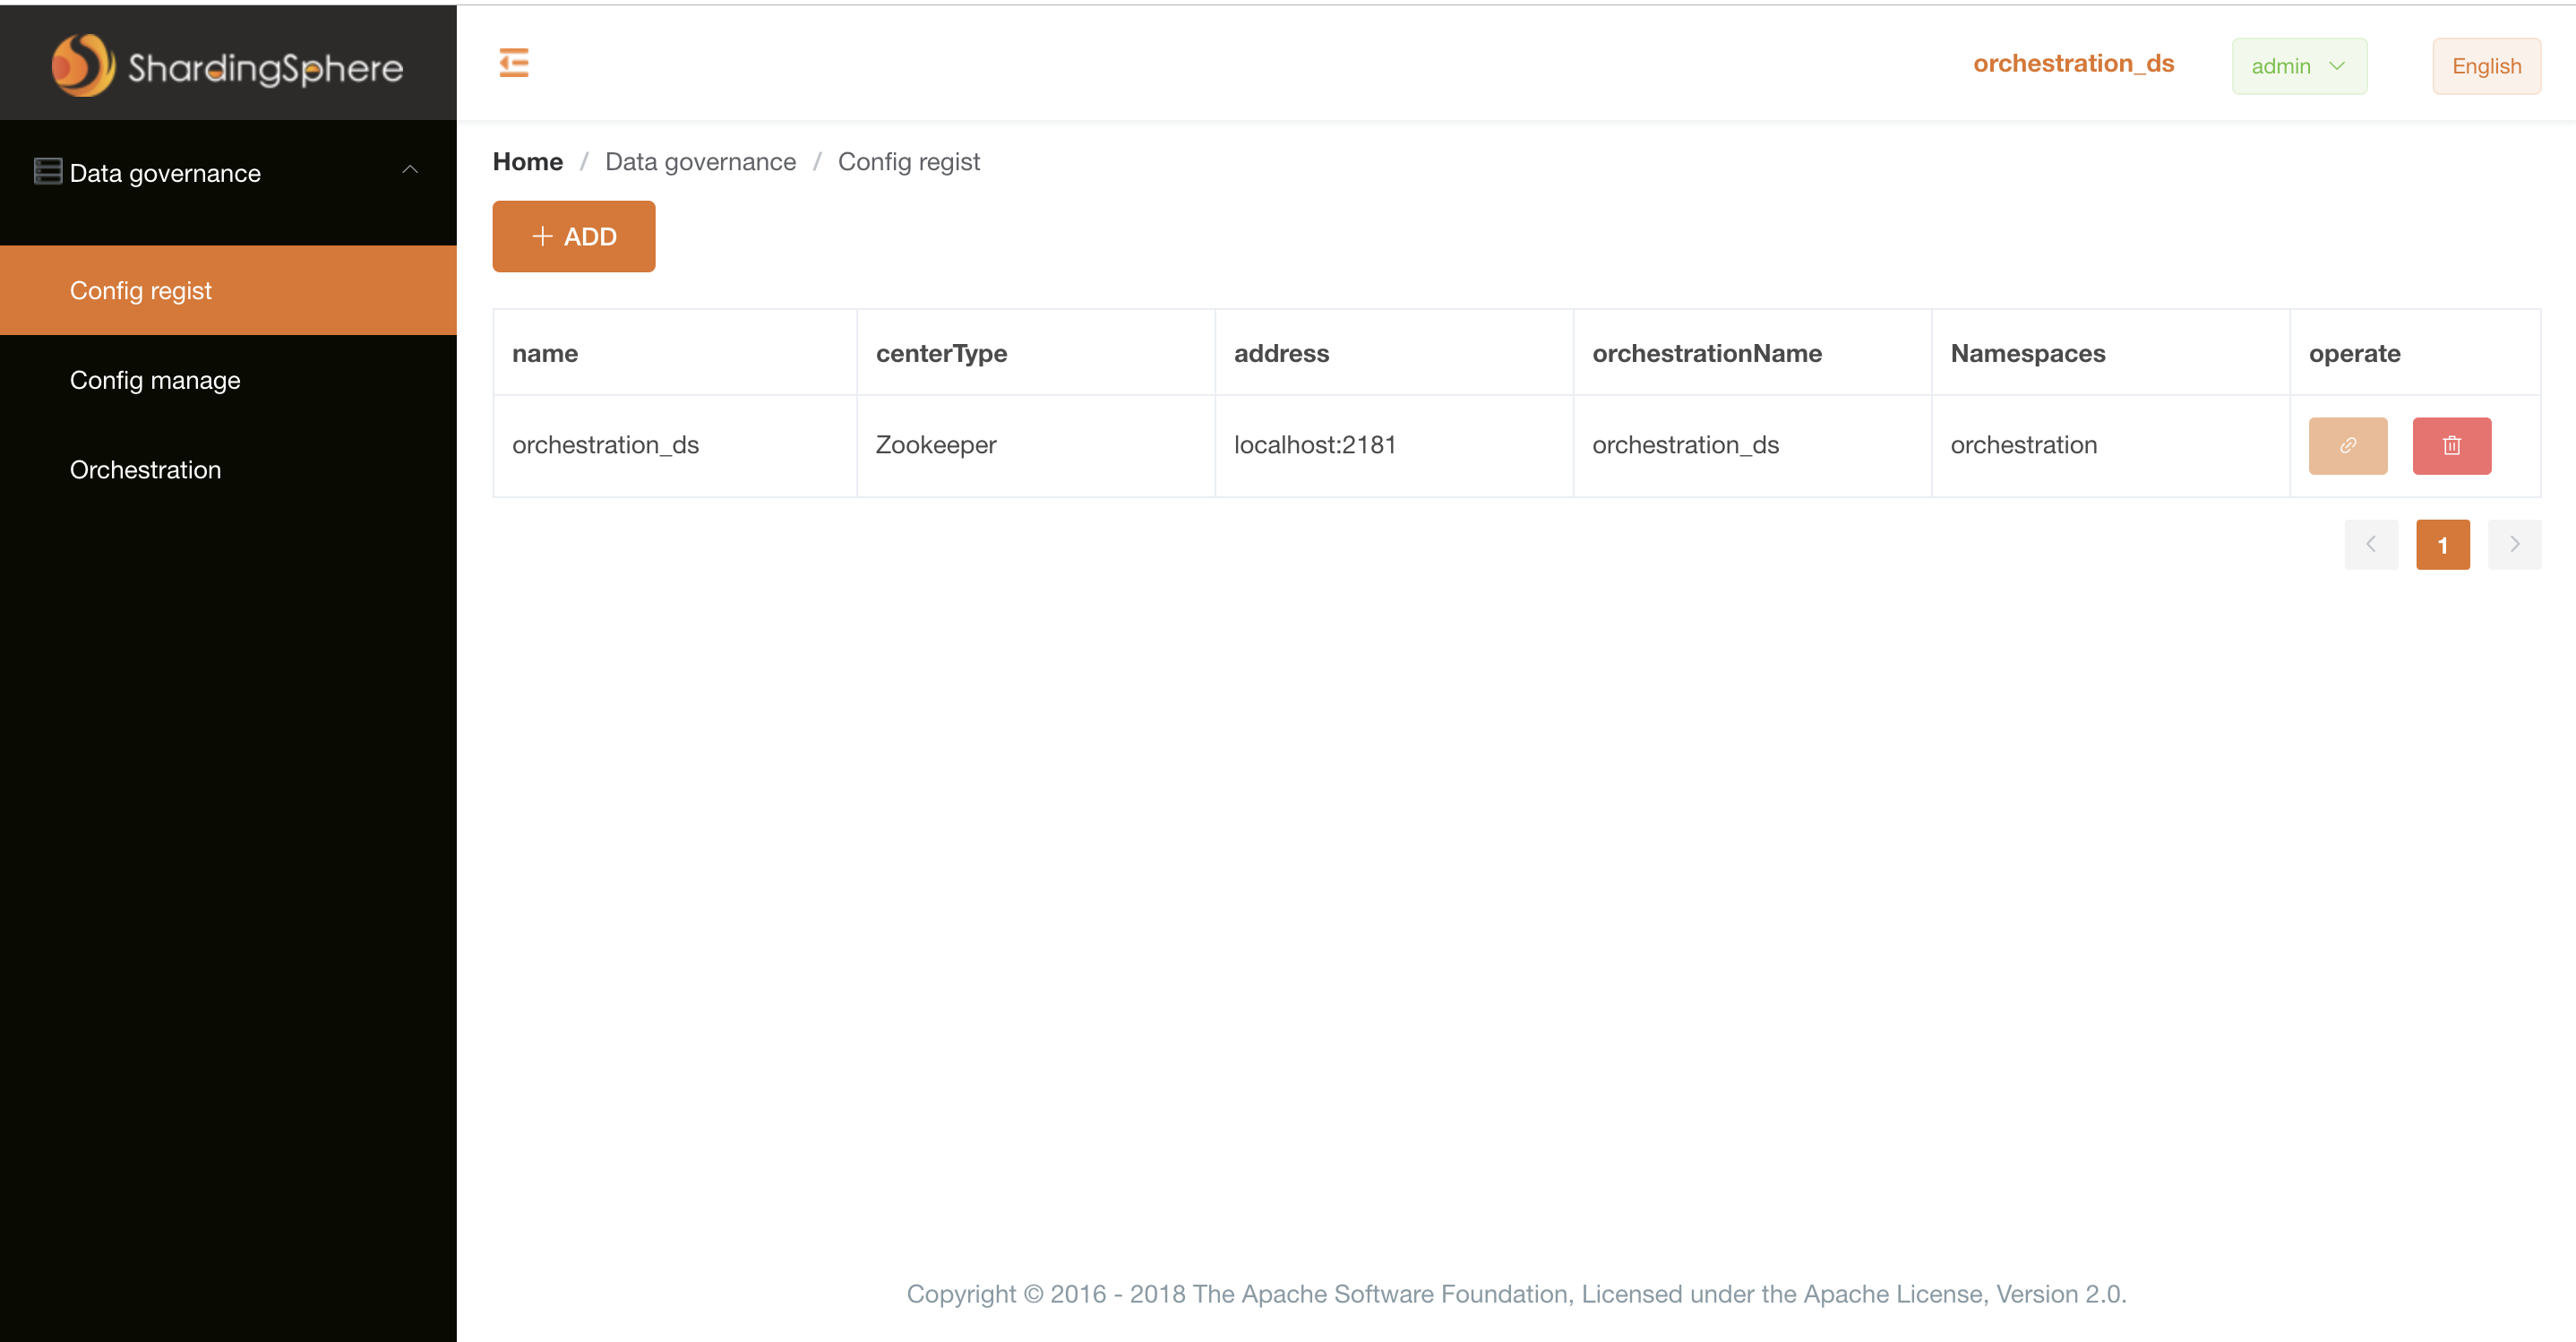 ShardingSphere
orchestration_ds admin English
Data governance
Config regist
Config manage
Orchestration
Home / Data governance / Config regist
+ ADD
name centerType address orchestrationName Namespaces operate
orchestration_ds Zookeeper localhost:2181 orchestration_ds orchestration
1
Copyright © 2016 - 2018 The Apache Software Foundation, Licensed under the Apache License, Version 2.0.